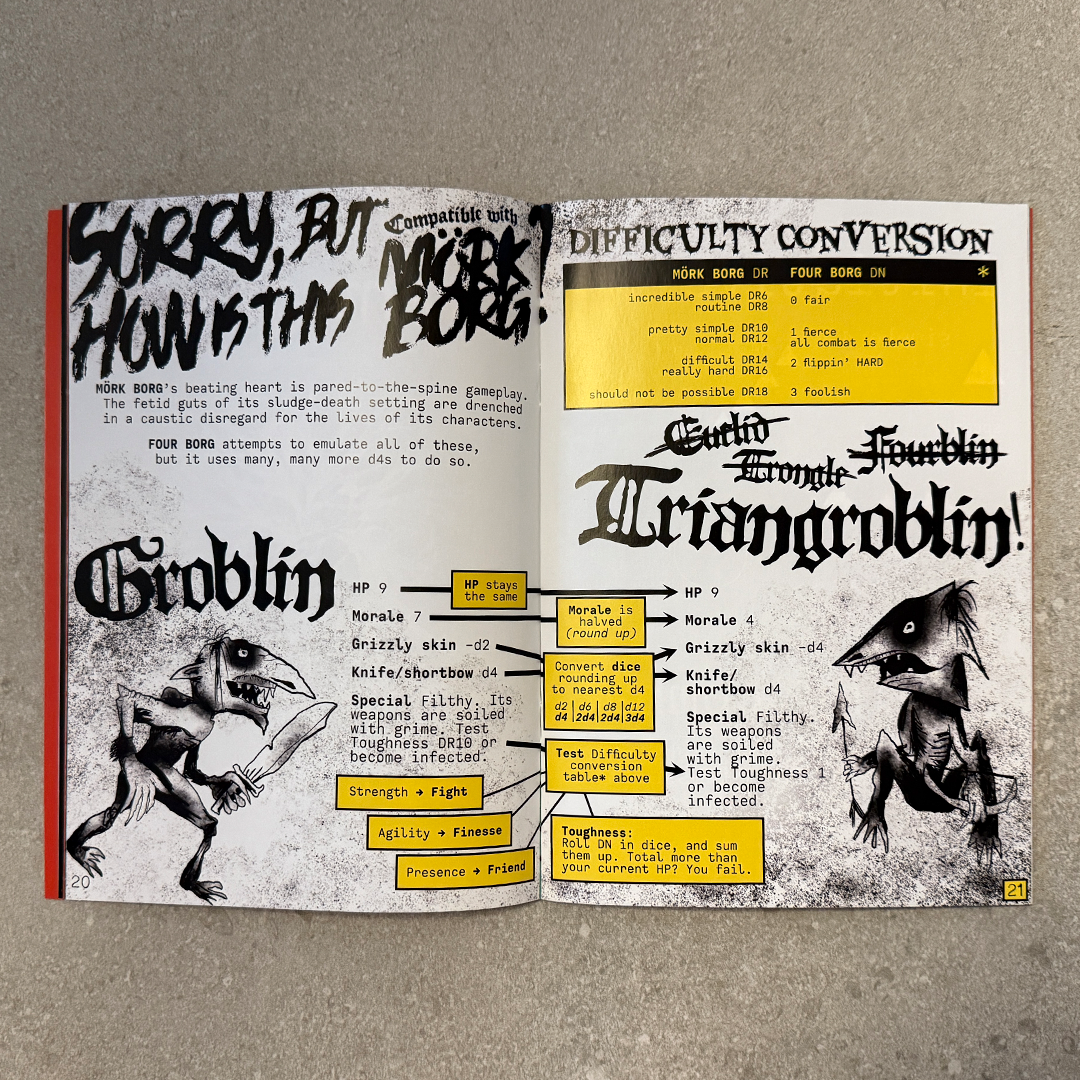 SORRY, BUT
HOW IS THIS
Compatible with
MÖRK
BORG?!
MÖRK BORG's beating heart is pared-to-the-spine gameplay.
The fetid guts of its sludge-death setting are drenched
in a caustic disregard for the lives of its characters.
FOUR BORG attempts to emulate all of these,
but it uses many, many more d4s to do so.
Groblin
HP 9
HP stays
the same
Morale 7
Grizzly skin -d2
Knife/shortbow d4
Special Filthy. Its
weapons are soiled
with grime. Test
Toughness DR10 or
become infected.
Strength → Fight
Agility → Finesse
Presence → Friend
20
DIFFICULTY CONVERSION
MÖRK BORG DR FOUR BORG DN *
incredible simple DR6
routine DR8
0 fair
pretty simple DR10
normal DR12
1 fierce
all combat is fierce
difficult DR14
really hard DR16
2 flippin' HARD
should not be possible DR18
3 foolish
Euclid
Trongle
Fourblin
Triangroblin!
Morale is
halved
(round up)
Convert dice
rounding up
to nearest d4
d2 | d6 | d8 | d12
d4 | 2d4 | 2d4 | 3d4
Test Difficulty
conversion
table* above
Toughness:
Roll DN in dice, and sum
them up. Total more than
your current HP? You fail.
HP 9
Morale 4
Grizzly skin -d4
Knife/
shortbow d4
Special Filthy.
Its weapons
are soiled
with grime.
Test Toughness 1
or become
infected.
21